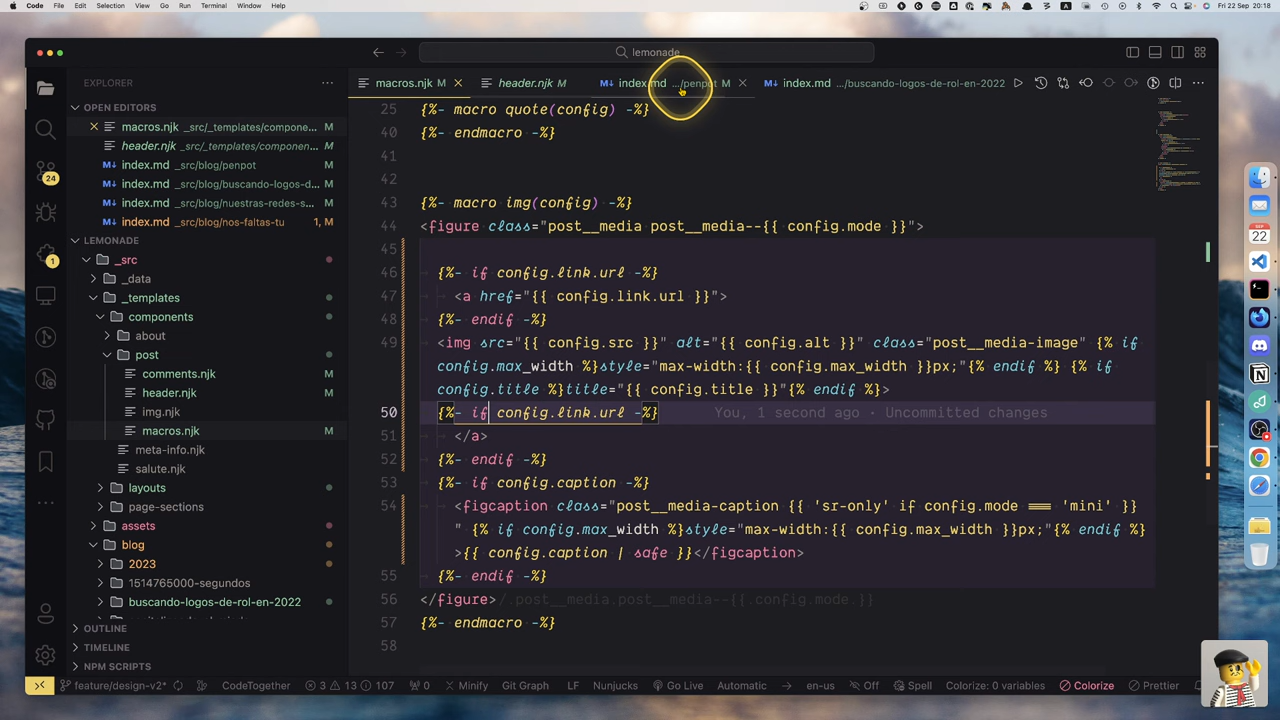 Code File Edit Selection View Go Run Terminal Window Help
Fri 22 Sep 20:18
lemonade
EXPLORER
macros.njk M
header.njk M
index.md .../penpot M
index.md .../buscando-logos-de-rol-en-2022
OPEN EDITORS
macros.njk _src/_templates/compone... M
header.njk _src/_templates/componen... M
index.md _src/blog/penpot M
index.md _src/blog/buscando-logos-d... M
index.md _src/blog/nuestras-redes-s... M
index.md _src/blog/nos-faltas-tu 1, M
LEMONADE
_src
_data
_templates
components
about
post
comments.njk M
header.njk M
img.njk
macros.njk M
meta-info.njk
salute.njk
layouts
page-sections
assets
blog
2023
1514765000-segundos
buscando-logos-de-rol-en-2022
OUTLINE
TIMELINE
NPM SCRIPTS
24
1
25 {%- macro quote(config) -%}
40 {%- endmacro -%}
41
42
43 {%- macro img(config) -%}
44 <figure class="post__media post__media--{{ config.mode }}">
45
46 {%- if config.link.url -%}
47 <a href="{{ config.link.url }}">
48 {%- endif -%}
49 <img src="{{ config.src }}" alt="{{ config.alt }}" class="post__media-image" {% if
config.max_width %}style="max-width:{{ config.max_width }}px;"{% endif %} {% if
config.title %}title="{{ config.title }}"{% endif %}>
50 {%- if config.link.url -%} You, 1 second ago · Uncommitted changes
51 </a>
52 {%- endif -%}
53 {%- if config.caption -%}
54 <figcaption class="post__media-caption {{ 'sr-only' if config.mode === 'mini' }}
" {% if config.max_width %}style="max-width:{{ config.max_width }}px;"{% endif %}
>{{ config.caption | safe }}</figcaption>
55 {%- endif -%}
56 </figure>/.post__media.post__media--{{.config.mode.}}
57 {%- endmacro -%}
58
feature/design-v2* CodeTogether 3 13 107 0 Minify Git Graph LF Nunjucks Go Live Automatic en-us Off Spell Colorize: 0 variables Colorize Prettier